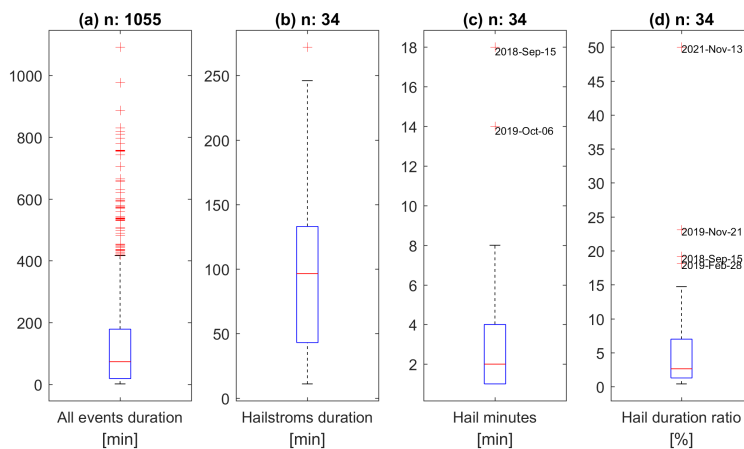 (a) n: 1055
1000
800
600
400
200
0
All events duration
[min]
(b) n: 34
250
200
150
100
50
0
Hailstroms duration
[min]
(c) n: 34
18
16
14
12
10
8
6
4
2
2018-Sep-15
2019-Oct-06
Hail minutes
[min]
(d) n: 34
50
45
40
35
30
25
20
15
10
5
0
2021-Nov-13
2019-Nov-21
2018-Sep-15
2019-Feb-28
Hail duration ratio
[%]